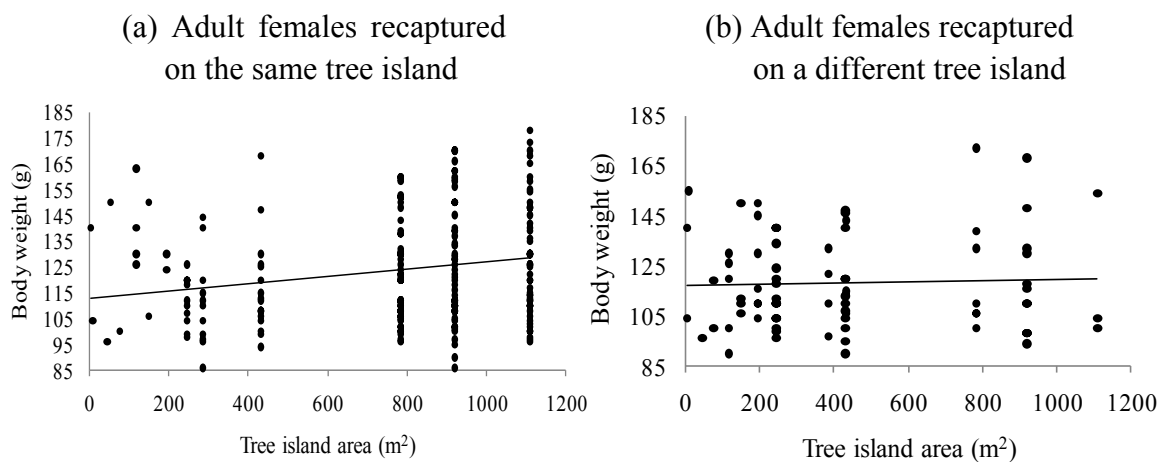 (a) Adult females recaptured
on the same tree island
185
175
165
155
145
135
125
115
105
95
85
Body weight (g)
0 200 400 600 800 1000 1200
Tree island area (m²)
(b) Adult females recaptured
on a different tree island
185
165
145
125
105
85
Body weight (g)
0 200 400 600 800 1000 1200
Tree island area (m²)